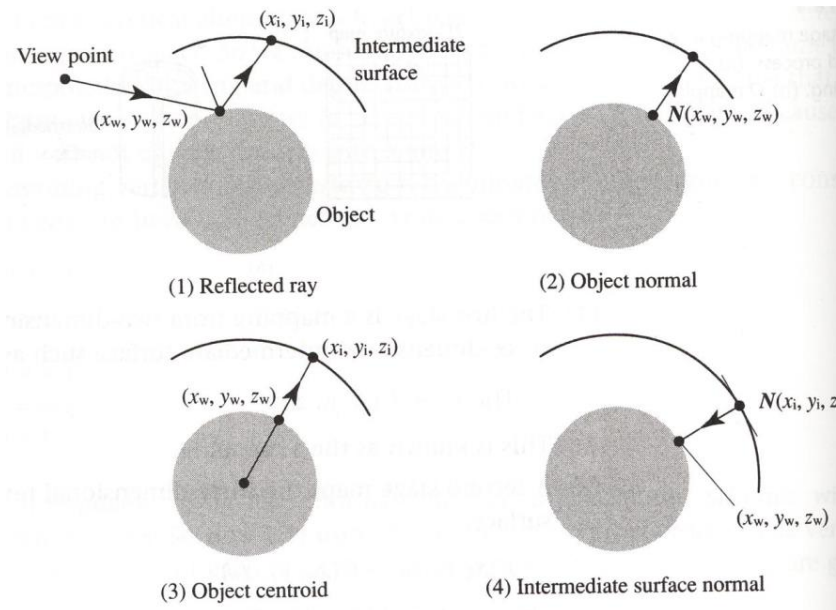 (xi, yi, zi)
View point
Intermediate
surface
(xw, yw, zw)
Object
(1) Reflected ray
N(xw, yw, zw)
(2) Object normal
(xi, yi, zi)
(xw, yw, zw)
(3) Object centroid
N(xi, yi, z
(xw, yw, zw)
(4) Intermediate surface normal